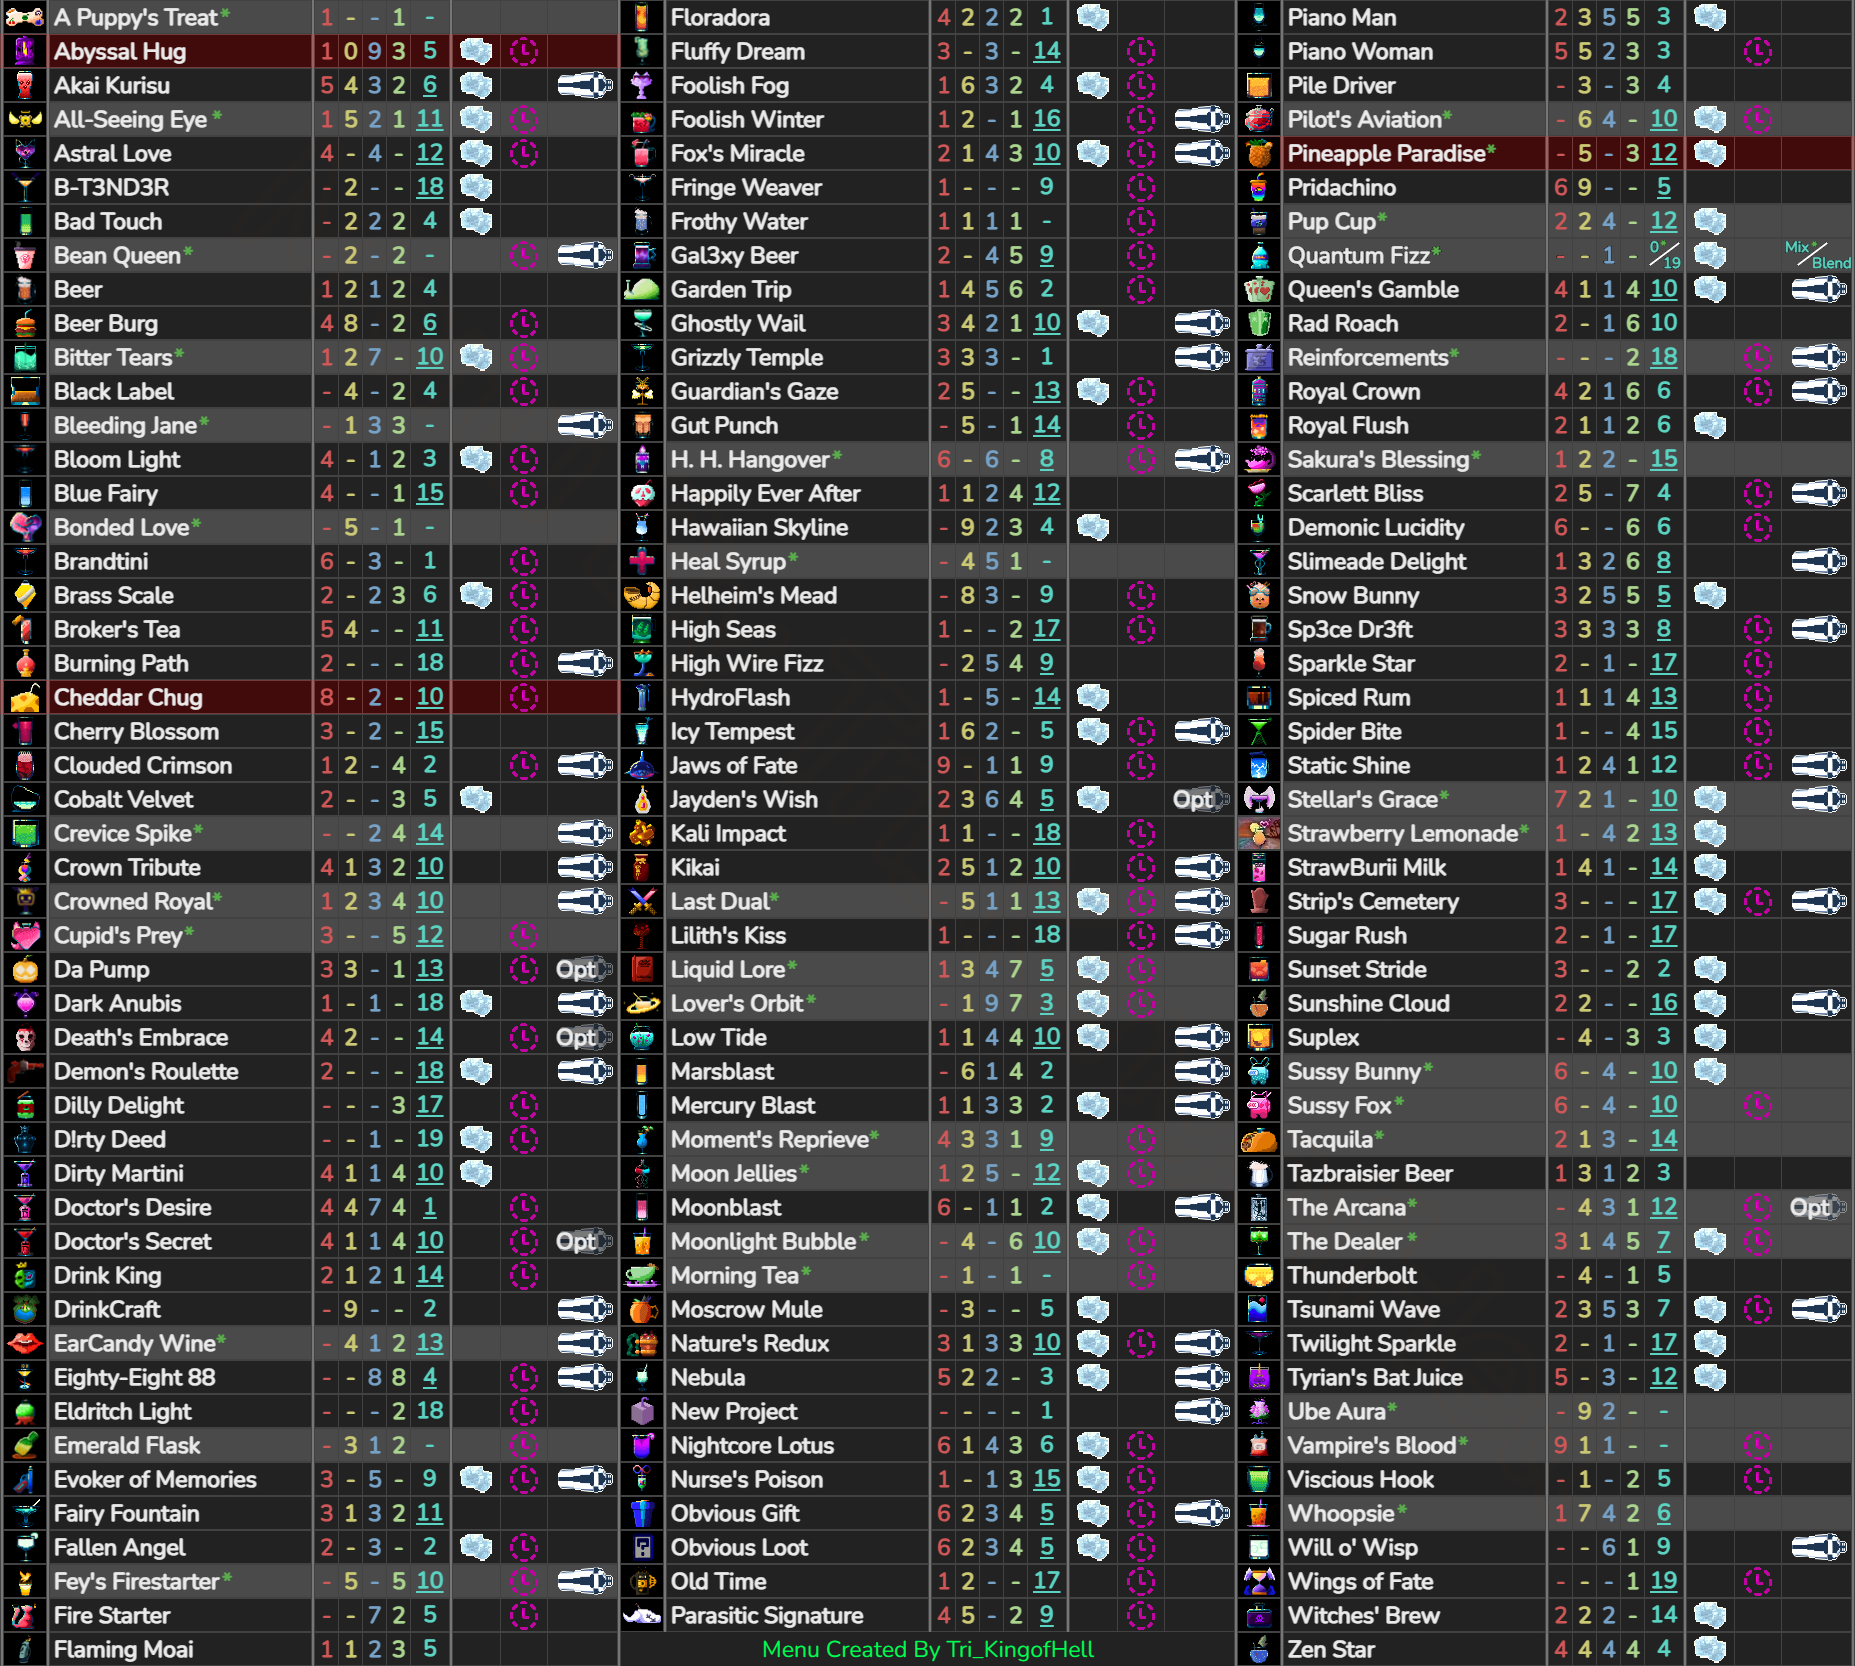 A Puppy's Treat* 1 - - 1 -
Abyssal Hug 1 0 9 3 5
Akai Kurisu 5 4 3 2 6
All-Seeing Eye* 1 5 2 1 11
Astral Love 4 - 4 - 12
B-T3ND3R - 2 - - 18
Bad Touch - 2 2 2 4
Bean Queen* - 2 - 2 -
Beer 1 2 1 2 4
Beer Burg 4 8 - 2 6
Bitter Tears* 1 2 7 - 10
Black Label - 4 - 2 4
Bleeding Jane* - 1 3 3 -
Bloom Light 4 - 1 2 3
Blue Fairy 4 - - 1 15
Bonded Love* - 5 - 1 -
Brandtini 6 - 3 - 1
Brass Scale 2 - 2 3 6
Broker's Tea 5 4 - - 11
Burning Path 2 - - - 18
Cheddar Chug 8 - 2 - 10
Cherry Blossom 3 - 2 - 15
Clouded Crimson 1 2 - 4 2
Cobalt Velvet 2 - - 3 5
Crevice Spike* - - 2 4 14
Crown Tribute 4 1 3 2 10
Crowned Royal* 1 2 3 4 10
Cupid's Prey* 3 - - 5 12
Da Pump 3 3 - 1 13 Opt
Dark Anubis 1 - 1 - 18
Death's Embrace 4 2 - - 14 Opt
Demon's Roulette 2 - - - 18
Dilly Delight - - - 3 17
D!rty Deed - - 1 - 19
Dirty Martini 4 1 1 4 10
Doctor's Desire 4 4 7 4 1
Doctor's Secret 4 1 1 4 10 Opt
Drink King 2 1 2 1 14
DrinkCraft - 9 - - 2
EarCandy Wine* - 4 1 2 13
Eighty-Eight 88 - - 8 8 4
Eldritch Light - - - 2 18
Emerald Flask - 3 1 2 -
Evoker of Memories 3 - 5 - 9
Fairy Fountain 3 1 3 2 11
Fallen Angel 2 - 3 - 2
Fey's Firestarter* - 5 - 5 10
Fire Starter - - 7 2 5
Flaming Moai 1 1 2 3 5
Floradora 4 2 2 2 1
Fluffy Dream 3 - 3 - 14
Foolish Fog 1 6 3 2 4
Foolish Winter 1 2 - 1 16
Fox's Miracle 2 1 4 3 10
Fringe Weaver 1 - - - 9
Frothy Water 1 1 1 1 -
Gal3xy Beer 2 - 4 5 9
Garden Trip 1 4 5 6 2
Ghostly Wail 3 4 2 1 10
Grizzly Temple 3 3 3 - 1
Guardian's Gaze 2 5 - - 13
Gut Punch - 5 - 1 14
H. H. Hangover* 6 - 6 - 8
Happily Ever After 1 1 2 4 12
Hawaiian Skyline - 9 2 3 4
Heal Syrup* - 4 5 1 -
Helheim's Mead - 8 3 - 9
High Seas 1 - - 2 17
High Wire Fizz - 2 5 4 9
HydroFlash 1 - 5 - 14
Icy Tempest 1 6 2 - 5
Jaws of Fate 9 - 1 1 9
Jayden's Wish 2 3 6 4 5 Opt
Kali Impact 1 1 - - 18
Kikai 2 5 1 2 10
Last Dual* - 5 1 1 13
Lilith's Kiss 1 - - - 18
Liquid Lore* 1 3 4 7 5
Lover's Orbit* - 1 9 7 3
Low Tide 1 1 4 4 10
Marsblast - 6 1 4 2
Mercury Blast 1 1 3 3 2
Moment's Reprieve* 4 3 3 1 9
Moon Jellies* 1 2 5 - 12
Moonblast 6 - 1 1 2
Moonlight Bubble* - 4 - 6 10
Morning Tea* - 1 - 1 -
Moscrow Mule - 3 - - 5
Nature's Redux 3 1 3 3 10
Nebula 5 2 2 - 3
New Project - - - - 1
Nightcore Lotus 6 1 4 3 6
Nurse's Poison 1 - 1 3 15
Obvious Gift 6 2 3 4 5
Obvious Loot 6 2 3 4 5
Old Time 1 2 - - 17
Parasitic Signature 4 5 - 2 9
Menu Created By Tri_KingofHell
Piano Man 2 3 5 5 3
Piano Woman 5 5 2 3 3
Pile Driver - 3 - 3 4
Pilot's Aviation* - 6 4 - 10
Pineapple Paradise* - 5 - 3 12
Pridachino 6 9 - - 5
Pup Cup* 2 2 4 - 12
Quantum Fizz* - - 1 - 0*/19 Mix*/Blend
Queen's Gamble 4 1 1 4 10
Rad Roach 2 - 1 6 10
Reinforcements* - - - 2 18
Royal Crown 4 2 1 6 6
Royal Flush 2 1 1 2 6
Sakura's Blessing* 1 2 2 - 15
Scarlett Bliss 2 5 - 7 4
Demonic Lucidity 6 - - 6 6
Slimeade Delight 1 3 2 6 8
Snow Bunny 3 2 5 5 5
Sp3ce Dr3ft 3 3 3 3 8
Sparkle Star 2 - 1 - 17
Spiced Rum 1 1 1 4 13
Spider Bite 1 - - 4 15
Static Shine 1 2 4 1 12
Stellar's Grace* 7 2 1 - 10
Strawberry Lemonade* 1 - 4 2 13
StrawBurii Milk 1 4 1 - 14
Strip's Cemetery 3 - - - 17
Sugar Rush 2 - 1 - 17
Sunset Stride 3 - - 2 2
Sunshine Cloud 2 2 - - 16
Suplex - 4 - 3 3
Sussy Bunny* 6 - 4 - 10
Sussy Fox* 6 - 4 - 10
Tacquila* 2 1 3 - 14
Tazbraisier Beer 1 3 1 2 3
The Arcana* - 4 3 1 12 Opt
The Dealer* 3 1 4 5 7
Thunderbolt - 4 - 1 5
Tsunami Wave 2 3 5 3 7
Twilight Sparkle 2 - 1 - 17
Tyrian's Bat Juice 5 - 3 - 12
Ube Aura* - 9 2 - -
Vampire's Blood* 9 1 1 - -
Viscious Hook - 1 - 2 5
Whoopsie* 1 7 4 2 6
Will o' Wisp - - 6 1 9
Wings of Fate - - - 1 19
Witches' Brew 2 2 2 - 14
Zen Star 4 4 4 4 4